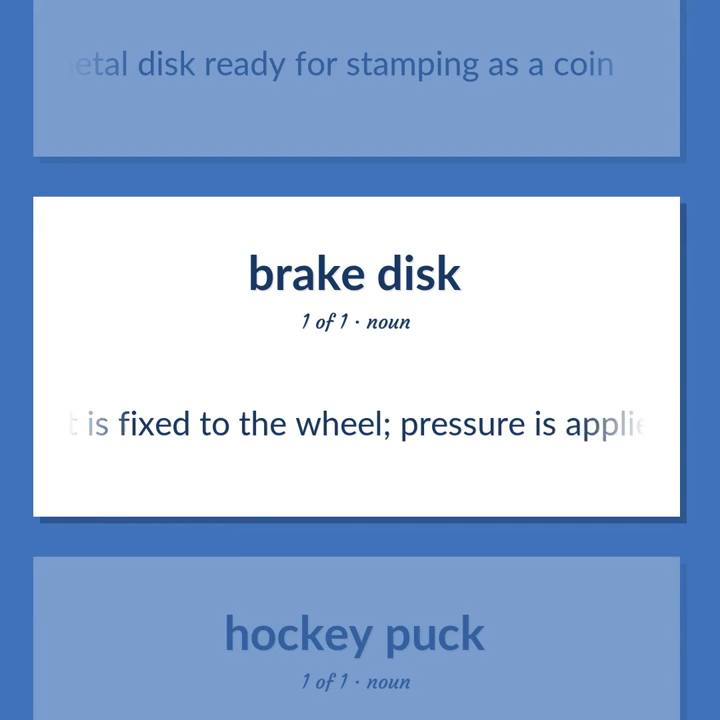 etal disk ready for stamping as a coin
brake disk
1 of 1 · noun
t is fixed to the wheel; pressure is applie
hockey puck
1 of 1 · noun